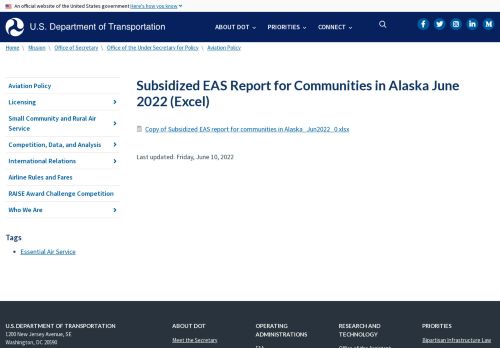 An official website of the United States government Here's how you know
U.S. Department of Transportation
ABOUT DOT
PRIORITIES
CONNECT
Home \ Mission \ Office of Secretary \ Office of the Under Secretary for Policy \ Aviation Policy
Aviation Policy
Licensing
Small Community and Rural Air
Service
Competition, Data, and Analysis
International Relations
Airline Rules and Fares
RAISE Award Challenge Competition
Who We Are
Tags
Essential Air Service
Subsidized EAS Report for Communities in Alaska June
2022 (Excel)
Copy of Subsidized EAS report for communities in Alaska_ Jun2022_0.xlsx
Last updated: Friday, June 10, 2022
U.S. DEPARTMENT OF TRANSPORTATION
1200 New Jersey Avenue, SE
Washington, DC 20590
ABOUT DOT
Meet the Secretary
OPERATING
ADMINISTRATIONS
FAA
RESEARCH AND
TECHNOLOGY
Office of the Assistant
PRIORITIES
Bipartisan Infrastructure Law